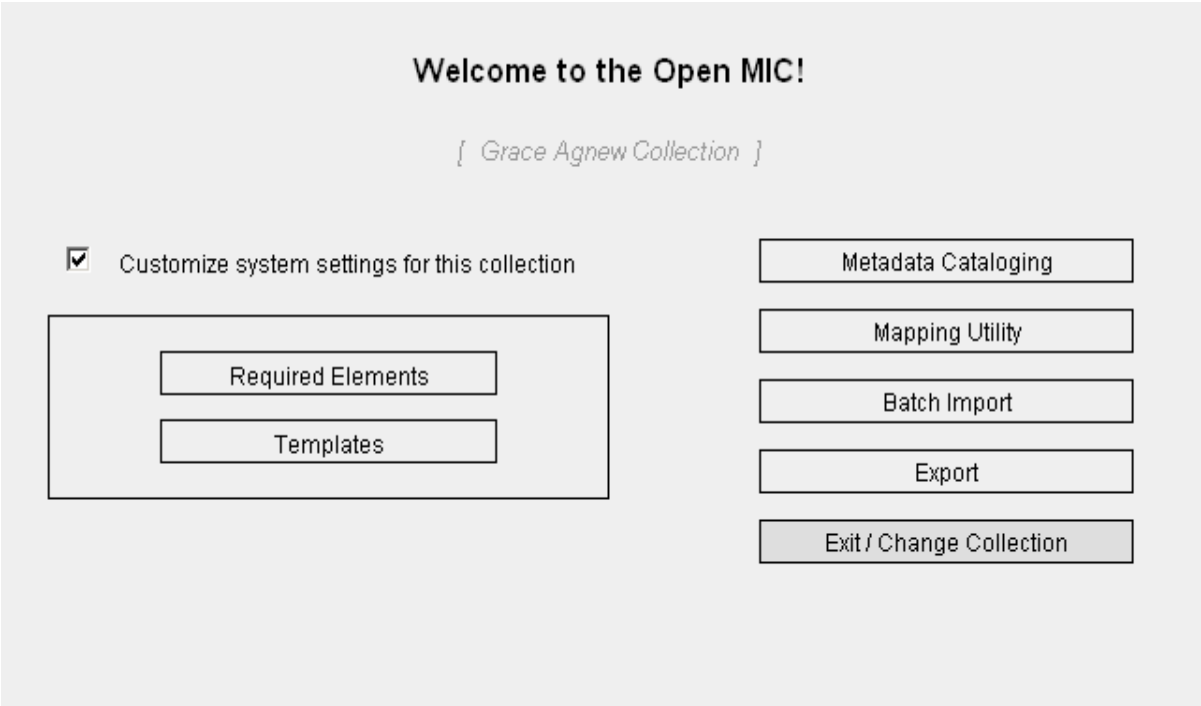 Welcome to the Open MIC!
[ Grace Agnew Collection ]
Customize system settings for this collection
Required Elements
Templates
Metadata Cataloging
Mapping Utility
Batch Import
Export
Exit / Change Collection